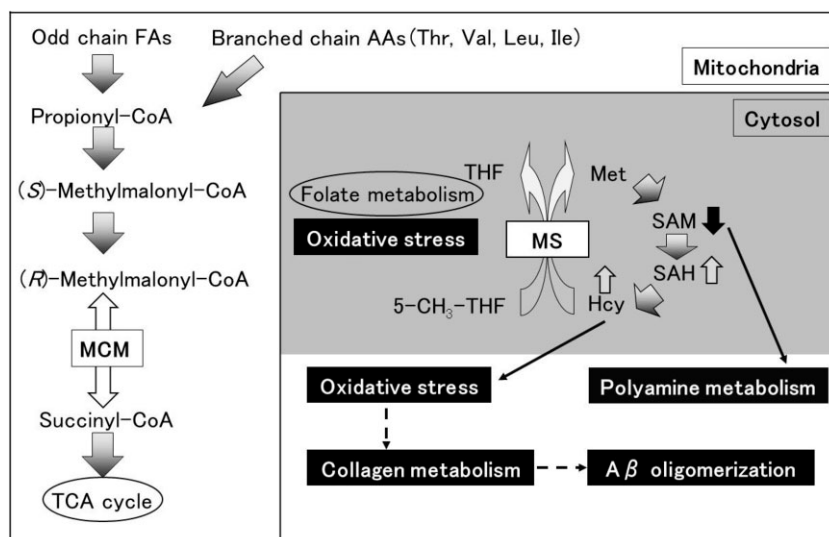 Odd chain FAs
Branched chain AAs(Thr, Val, Leu, Ile)
Mitochondria
Propionyl-CoA
Cytosol
(S)-Methylmalonyl-CoA
THF
Met
Folate metabolism
Oxidative stress
MS
SAM
SAH
(R)-Methylmalonyl-CoA
5-CH3-THF
Hcy
MCM
Oxidative stress
Polyamine metabolism
Succinyl-CoA
Collagen metabolism
Aβ oligomerization
TCA cycle